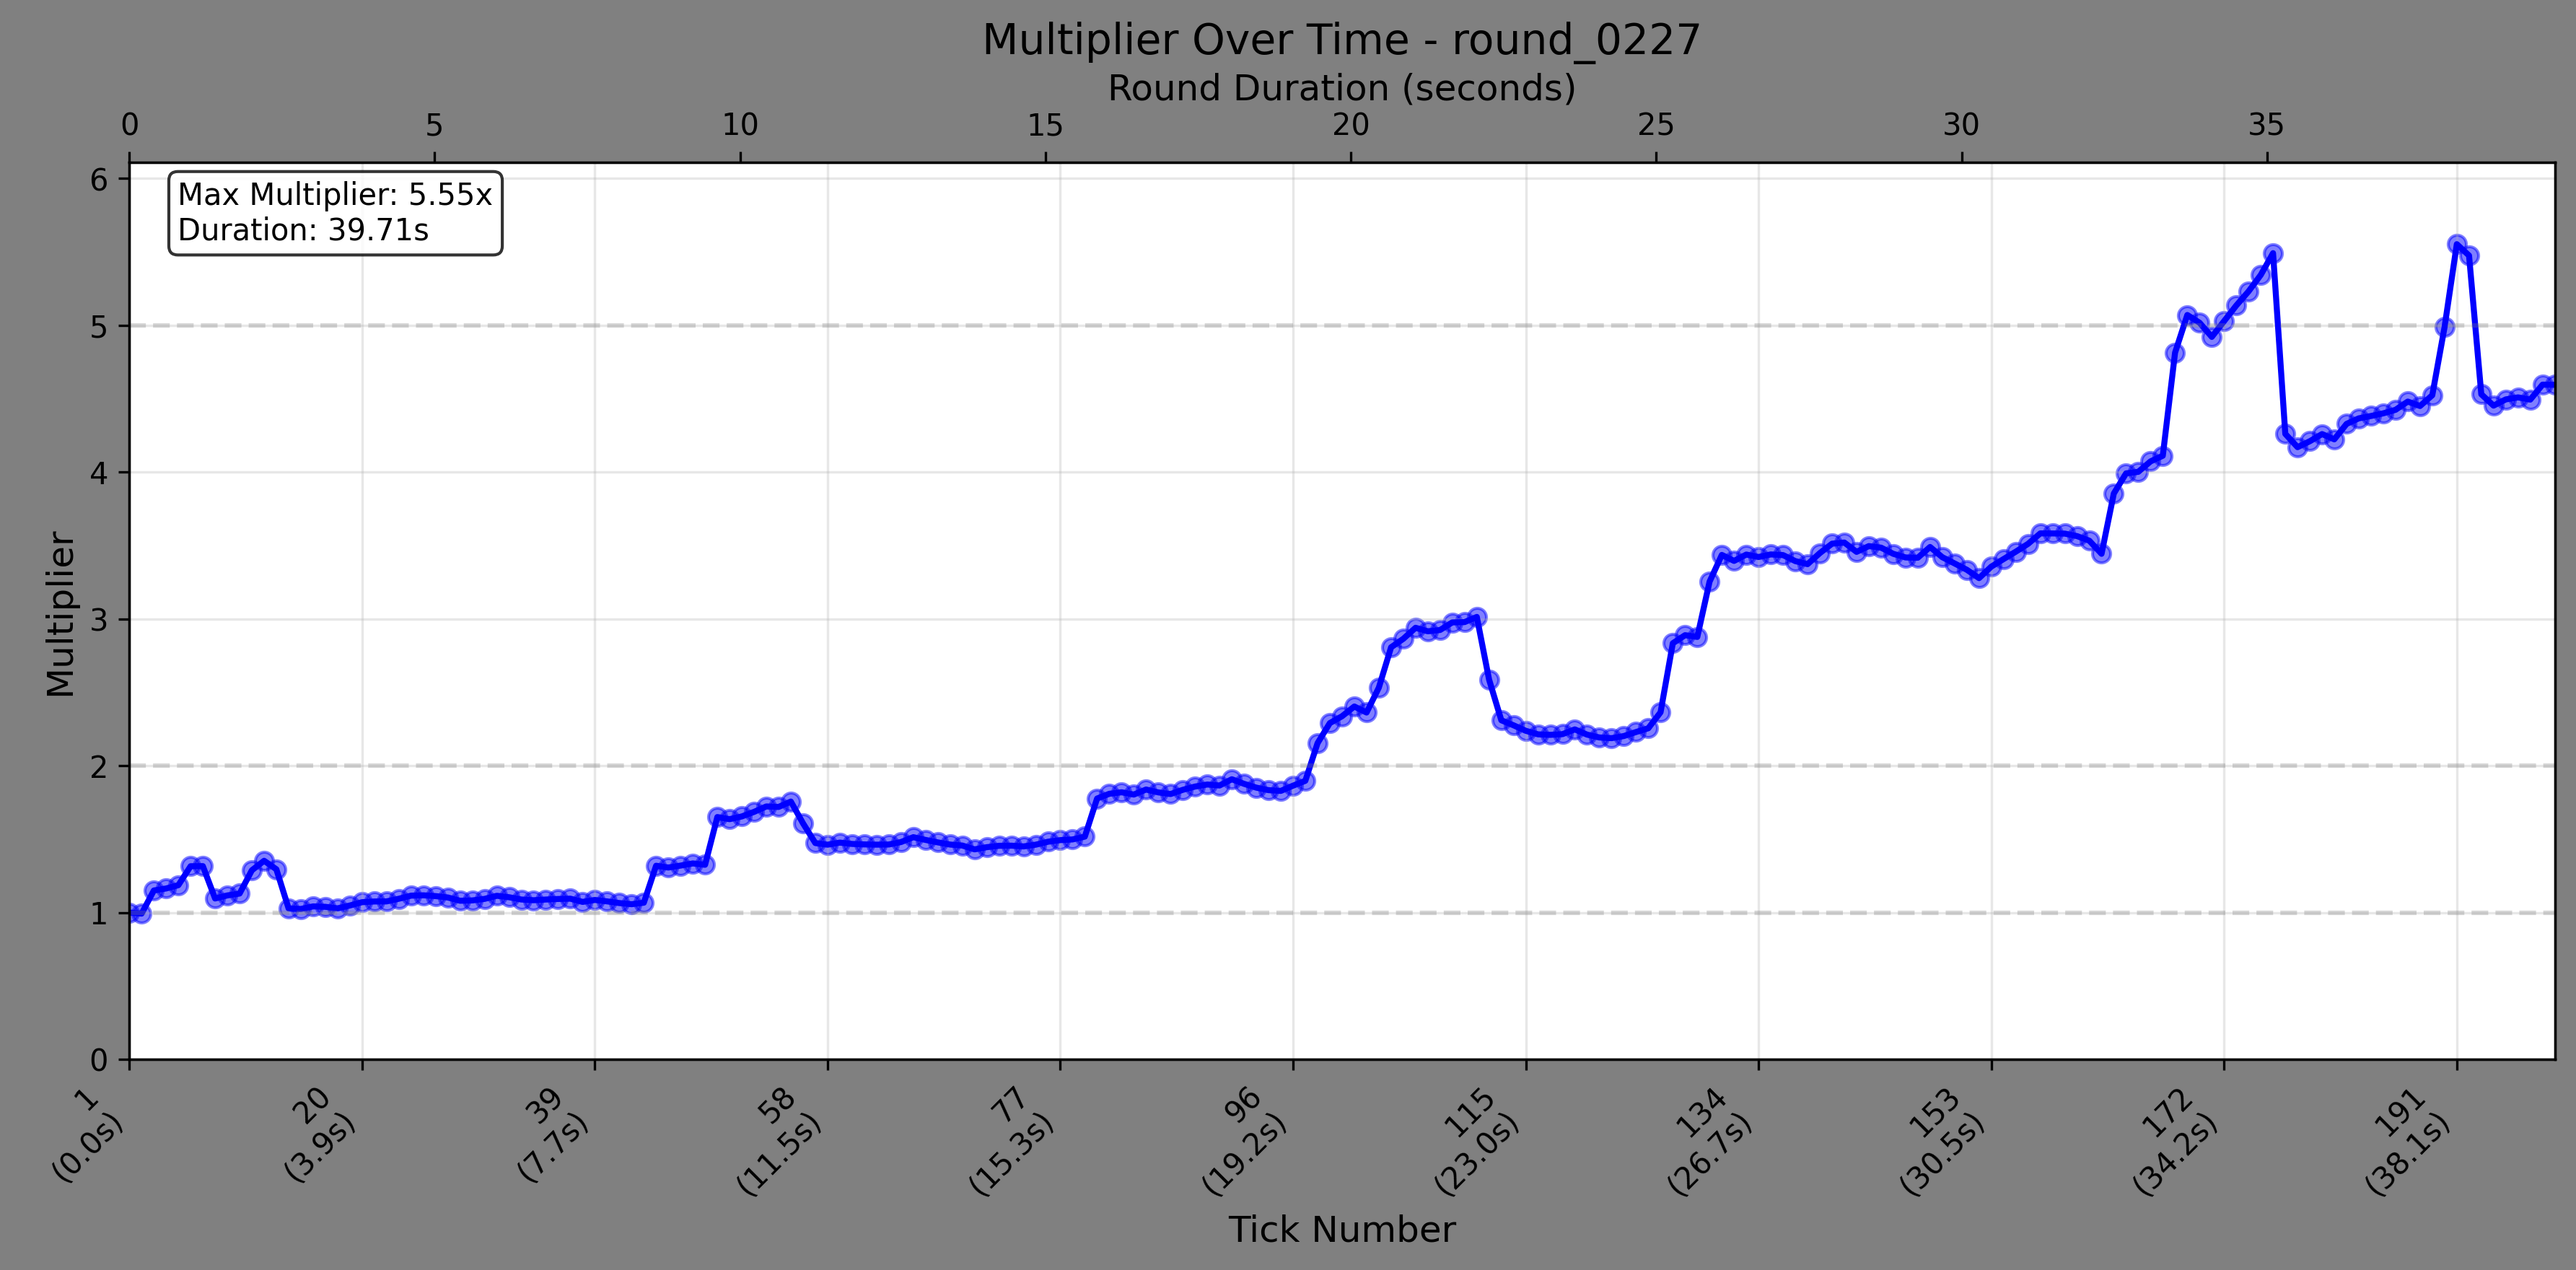 Multiplier Over Time - round_0227
Round Duration (seconds)
0 5 10 15 20 25 30 35
Max Multiplier: 5.55x
Duration: 39.71s
6
5
4
3
2
1
0
Multiplier
1
(0.0s)
20
(3.9s)
39
(7.7s)
58
(11.5s)
77
(15.3s)
96
(19.2s)
115
(23.0s)
134
(26.7s)
153
(30.5s)
172
(34.2s)
191
(38.1s)
Tick Number